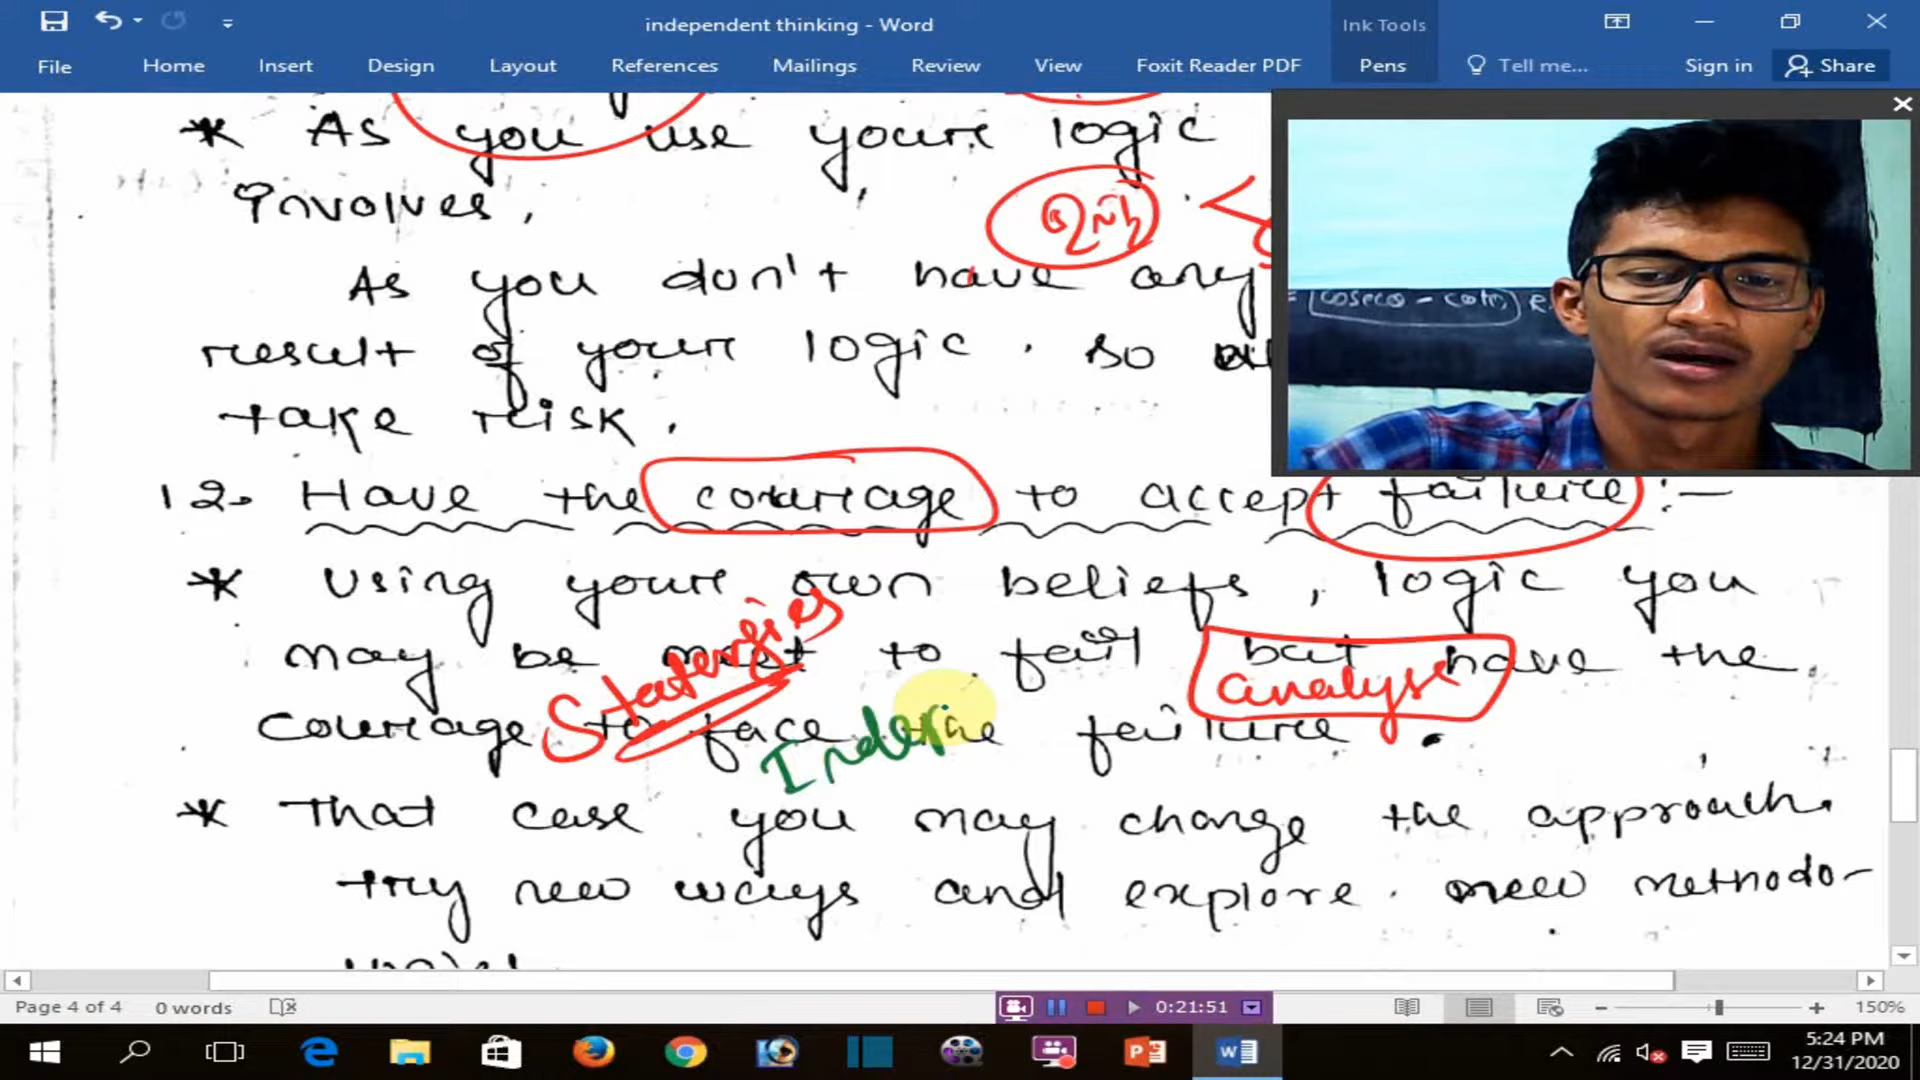 independent thinking - Word
Ink Tools
File Home Insert Design Layout References Mailings Review View Foxit Reader PDF Pens Tell me... Sign in Share
* As you use your logic
involves.
As you don't have any
result of your logic. so
take risk.
12. Have the courage to accept failure :-
* Using your own beliefs, logic you
Statergies
may be to fail but have the
analyse
courage to face the failure.
Indep
* That case you may change the approach.
try new ways and explore. new methodo-
cosecθ - cotθ
Page 4 of 4 0 words
0:21:51
150%
5:24 PM
12/31/2020